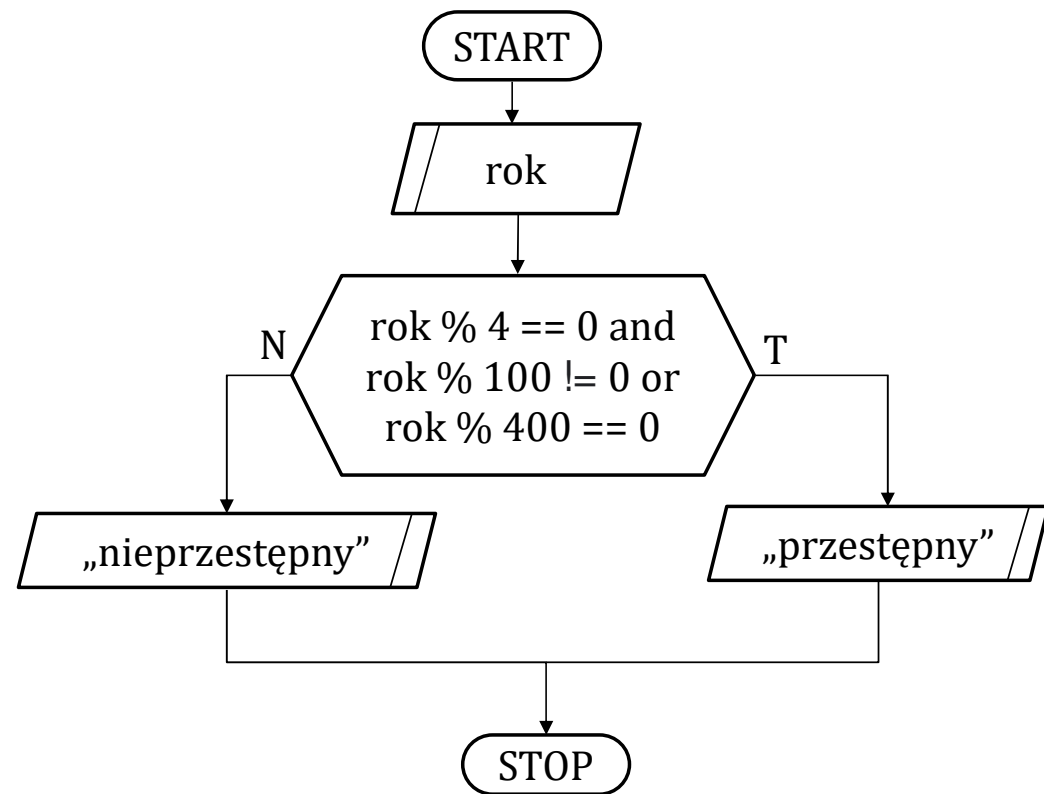 START
rok
rok % 4 == 0 and
rok % 100 != 0 or
rok % 400 == 0
N
T
„nieprzestępny”
„przestępny”
STOP